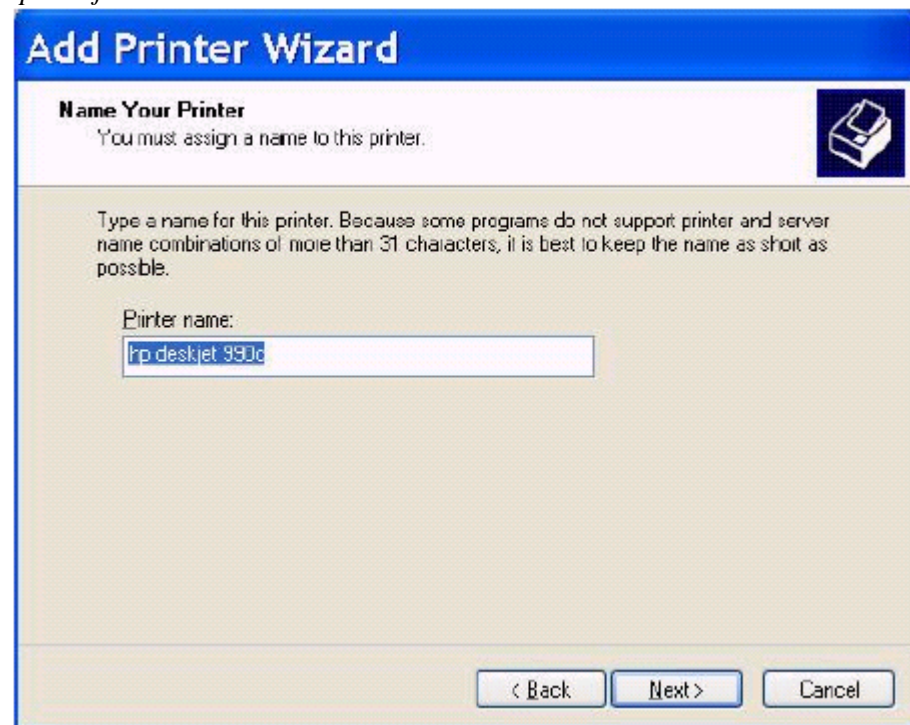 Add Printer Wizard
Name Your Printer
You must assign a name to this printer.
Type a name for this printer. Because some programs do not support printer and server
name combinations of more than 31 characters, it is best to keep the name as short as
possible.
Printer name:
hp deskjet 990c
< Back
Next >
Cancel